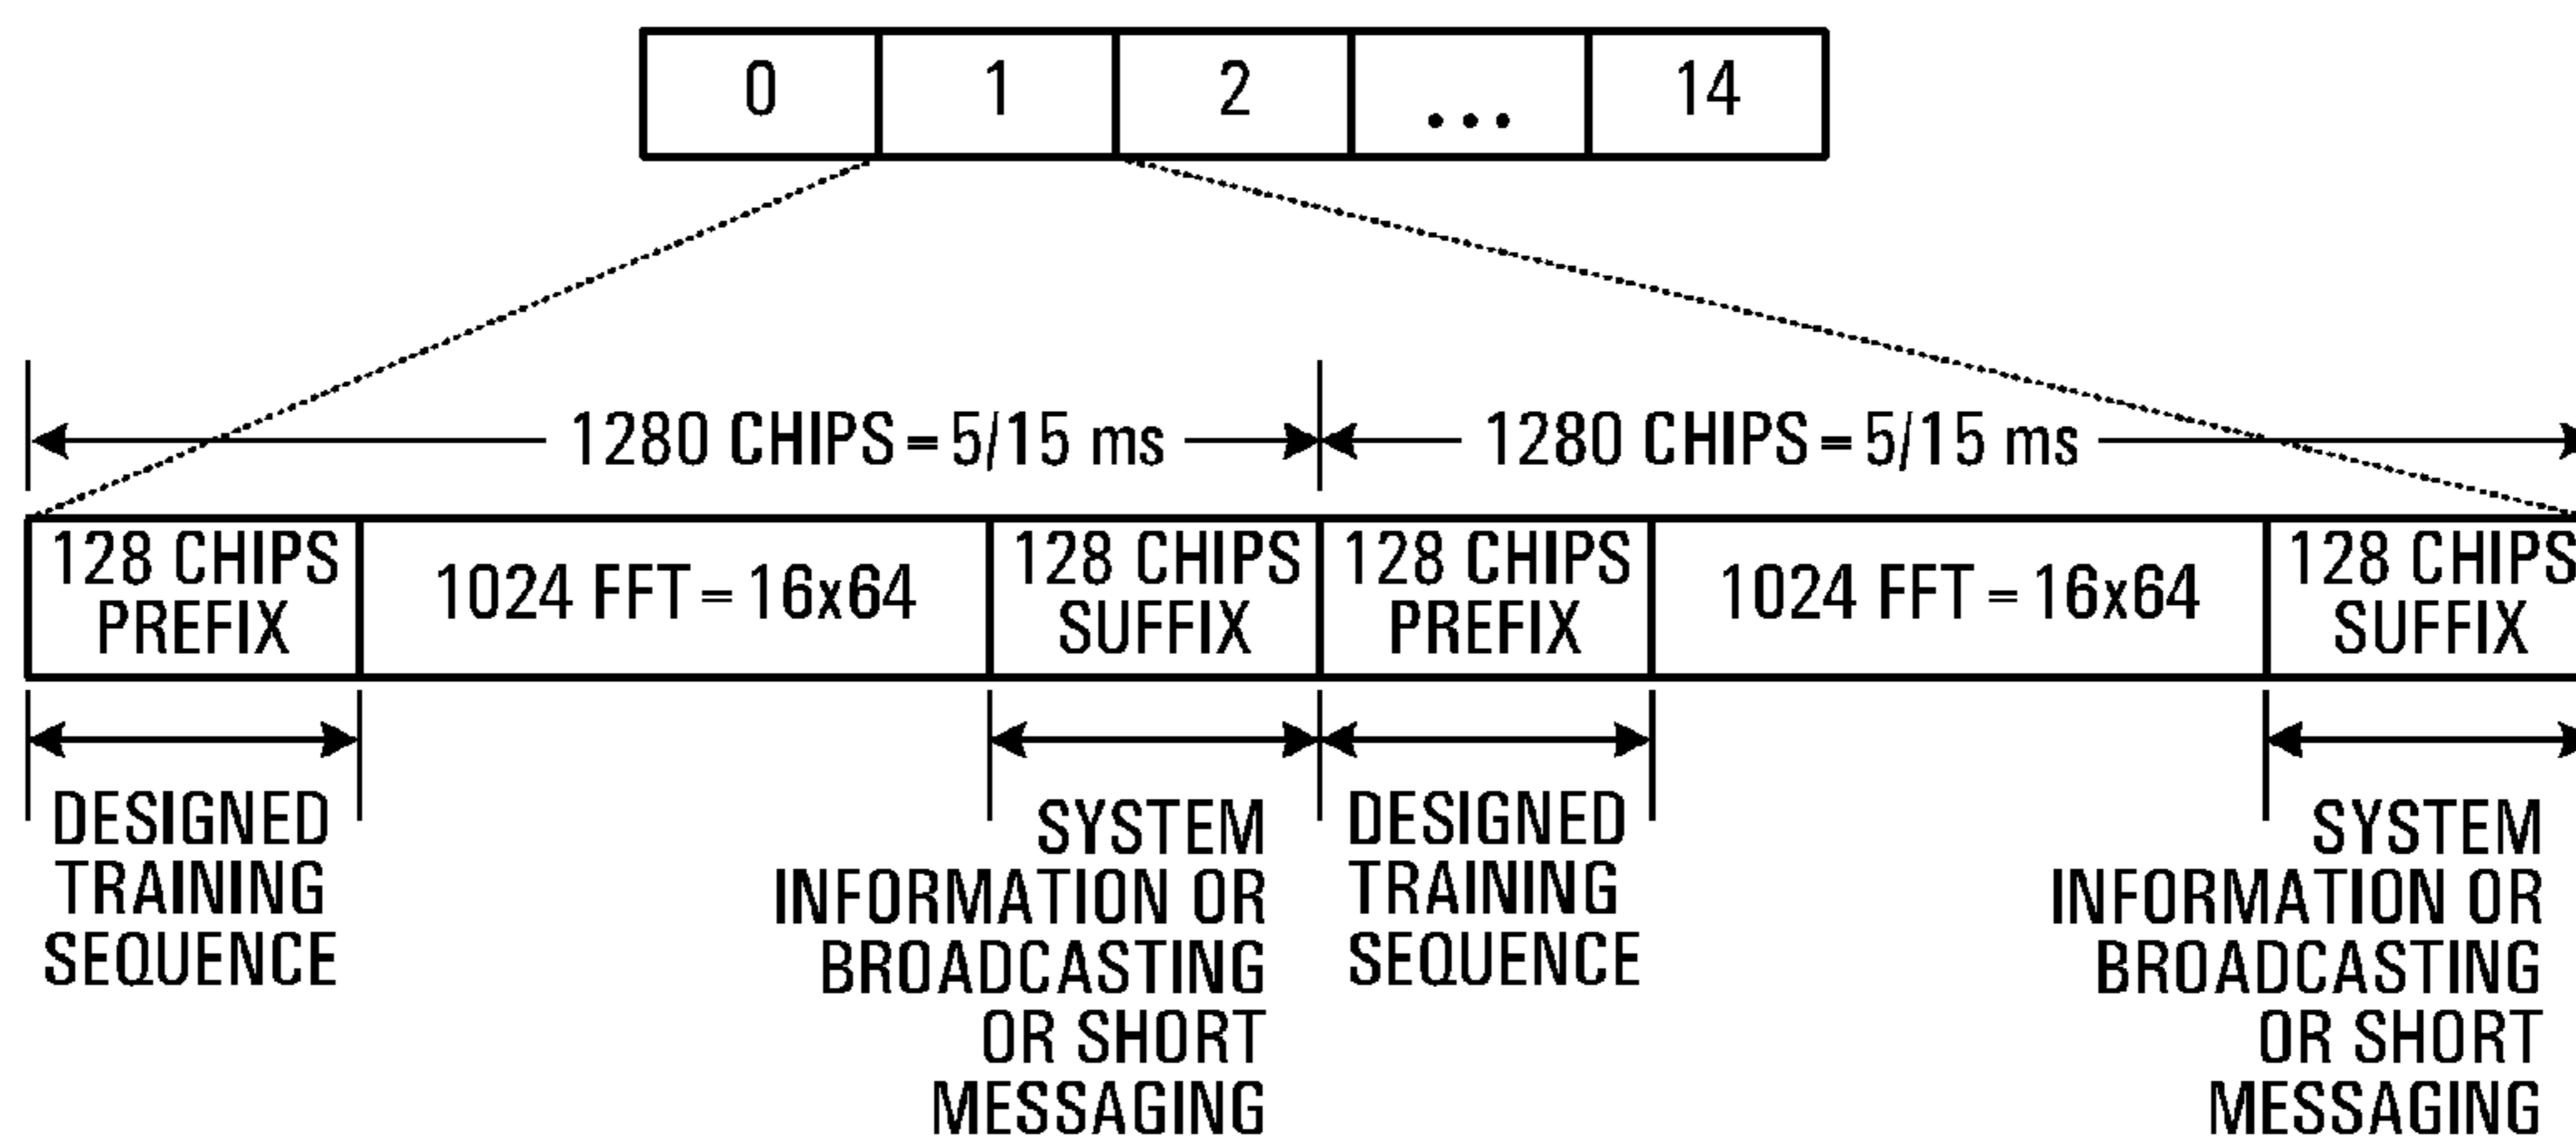 0 1 2 ... 14
1280 CHIPS = 5/15 ms 1280 CHIPS = 5/15 ms
128 CHIPS
PREFIX
1024 FFT = 16x64
128 CHIPS
SUFFIX
128 CHIPS
PREFIX
1024 FFT = 16x64
128 CHIPS
SUFFIX
DESIGNED
TRAINING
SEQUENCE
SYSTEM
INFORMATION OR
BROADCASTING
OR SHORT
MESSAGING
DESIGNED
TRAINING
SEQUENCE
SYSTEM
INFORMATION OR
BROADCASTING
OR SHORT
MESSAGING